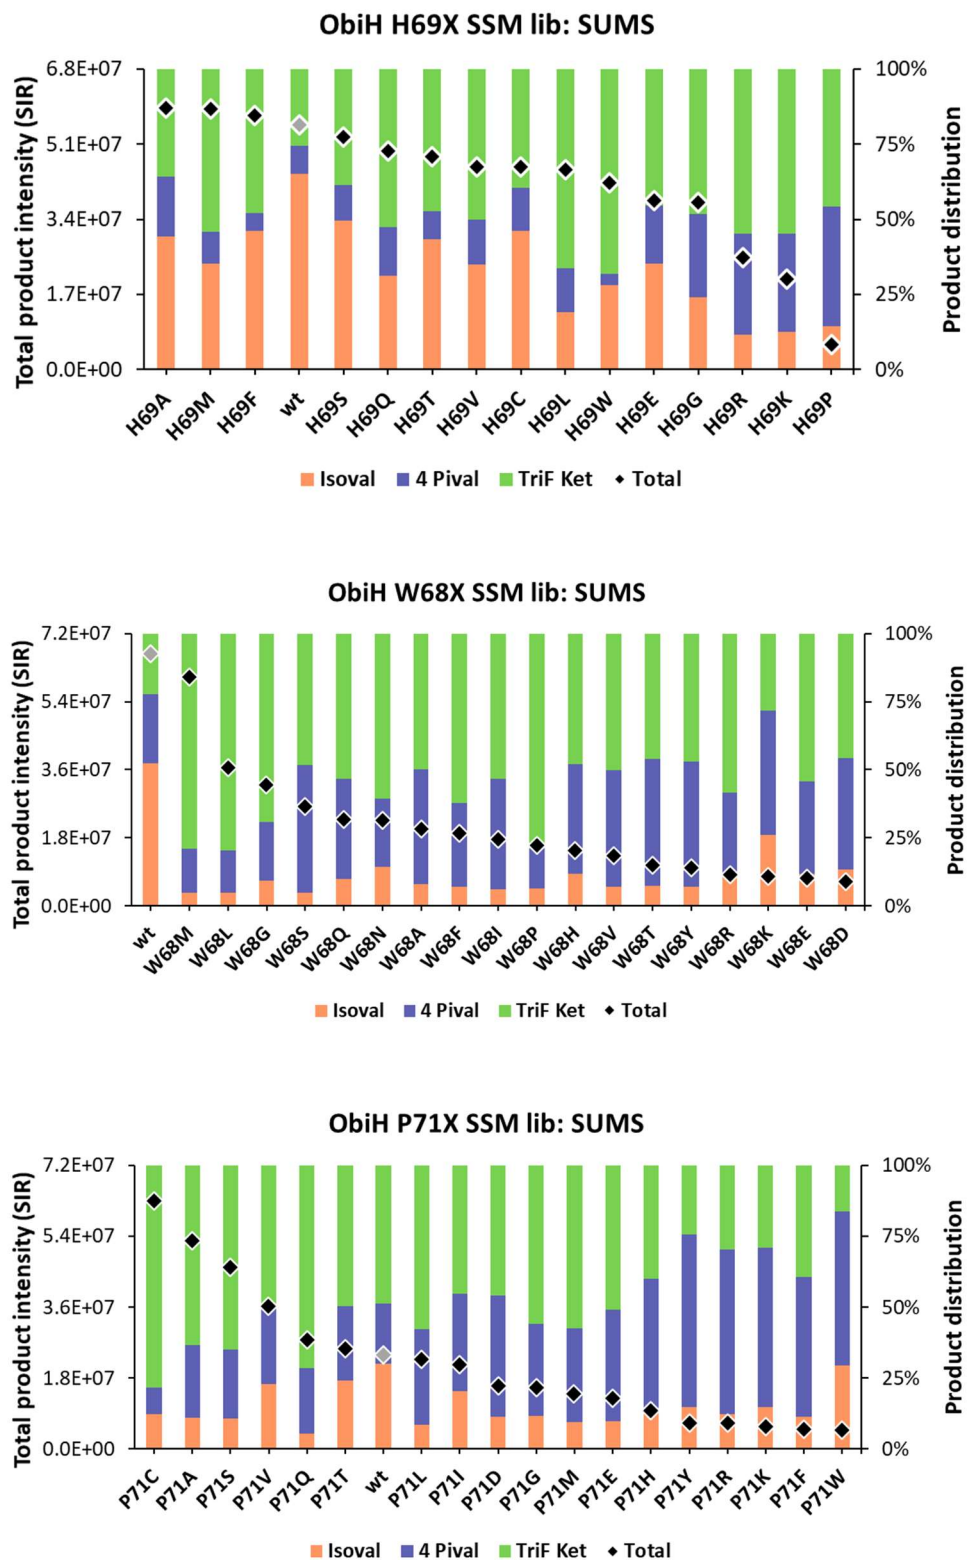 ObiH H69X SSM lib: SUMS
Total product intensity (SIR)
6.8E+07
5.1E+07
3.4E+07
1.7E+07
0.0E+00
100%
75%
50%
25%
0%
Product distribution
H69A H69M H69F wt H69S H69Q H69T H69V H69C H69L H69W H69E H69G H69R H69K H69P
Isoval 4 Pival TriF Ket Total
ObiH W68X SSM lib: SUMS
Total product intensity (SIR)
7.2E+07
5.4E+07
3.6E+07
1.8E+07
0.0E+00
100%
75%
50%
25%
0%
Product distribution
wt W68M W68L W68G W68S W68Q W68N W68A W68F W68I W68P W68H W68V W68T W68Y W68R W68K W68E W68D
Isoval 4 Pival TriF Ket Total
ObiH P71X SSM lib: SUMS
Total product intensity (SIR)
7.2E+07
5.4E+07
3.6E+07
1.8E+07
0.0E+00
100%
75%
50%
25%
0%
Product distribution
P71C P71A P71S P71V P71Q P71T wt P71L P71I P71D P71G P71M P71E P71H P71Y P71R P71K P71F P71W
Isoval 4 Pival TriF Ket Total